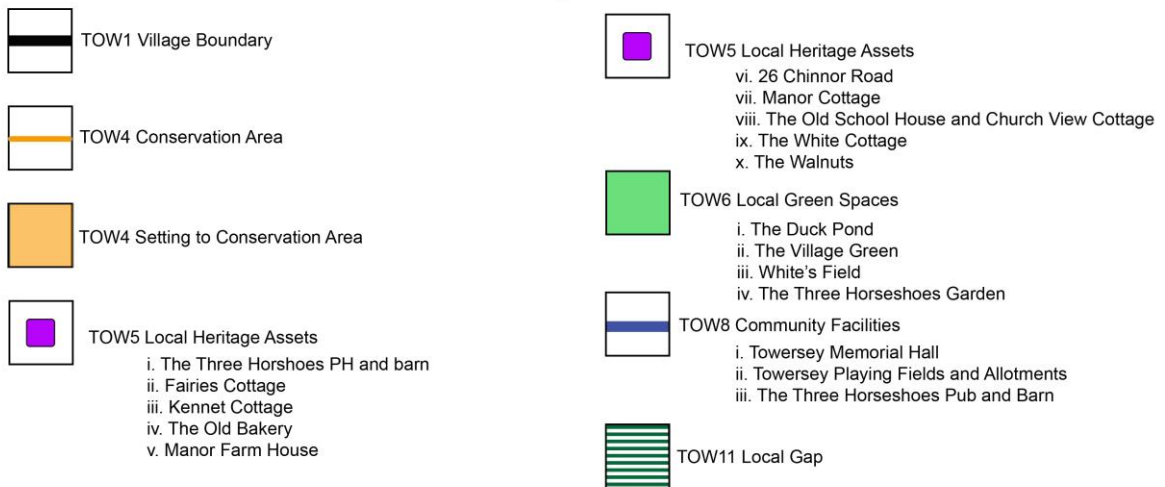 TOW1 Village Boundary
TOW4 Conservation Area
TOW4 Setting to Conservation Area
TOW5 Local Heritage Assets
i. The Three Horshoes PH and barn
ii. Fairies Cottage
iii. Kennet Cottage
iv. The Old Bakery
v. Manor Farm House
TOW5 Local Heritage Assets
vi. 26 Chinnor Road
vii. Manor Cottage
viii. The Old School House and Church View Cottage
ix. The White Cottage
x. The Walnuts
TOW6 Local Green Spaces
i. The Duck Pond
ii. The Village Green
iii. White's Field
iv. The Three Horseshoes Garden
TOW8 Community Facilities
i. Towersey Memorial Hall
ii. Towersey Playing Fields and Allotments
iii. The Three Horseshoes Pub and Barn
TOW11 Local Gap